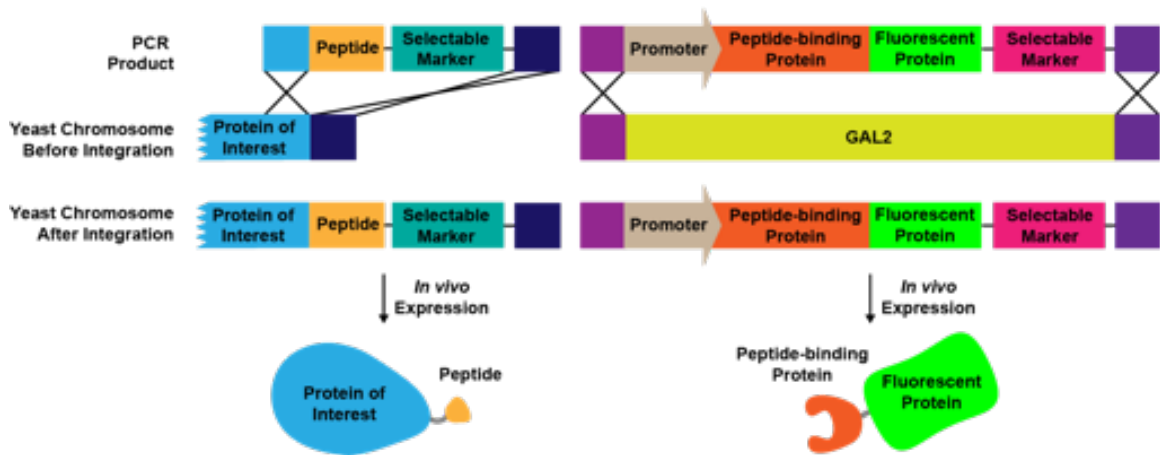 PCR
Product
Peptide
Selectable
Marker
Promoter
Peptide-binding
Protein
Fluorescent
Protein
Selectable
Marker
Yeast Chromosome
Before Integration
Protein of
Interest
GAL2
Yeast Chromosome
After Integration
Protein of
Interest
Peptide
Selectable
Marker
Promoter
Peptide-binding
Protein
Fluorescent
Protein
Selectable
Marker
In vivo
Expression
In vivo
Expression
Protein of
Interest
Peptide
Peptide-binding
Protein
Fluorescent
Protein